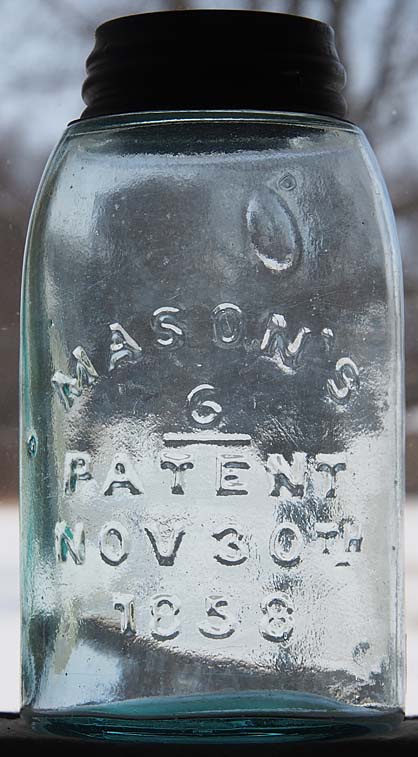 MASON'S
6
PATENT
NOV 30TH
1858